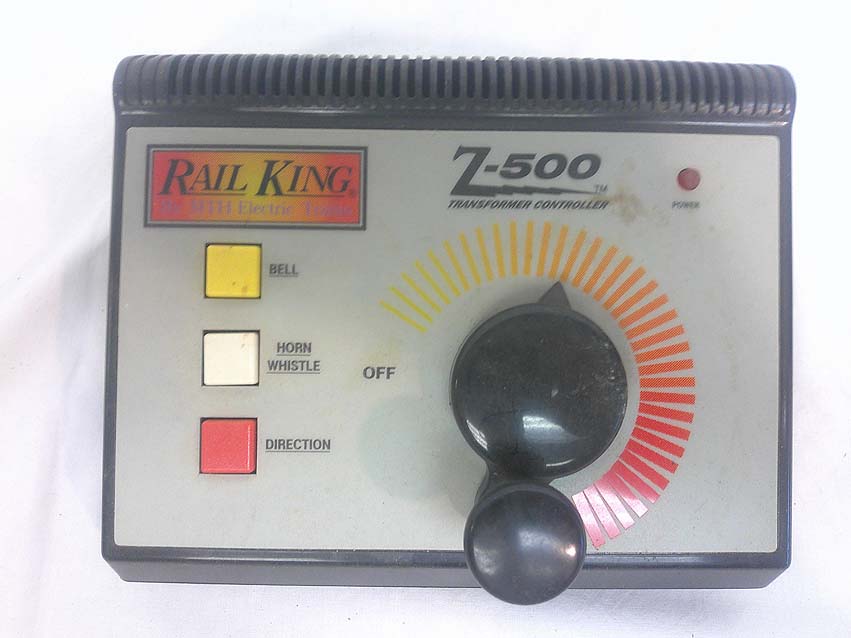 RAIL KING®
By MTH Electric Trains
Z-500 ™
TRANSFORMER CONTROLLER
POWER
BELL
HORN
WHISTLE
OFF
DIRECTION